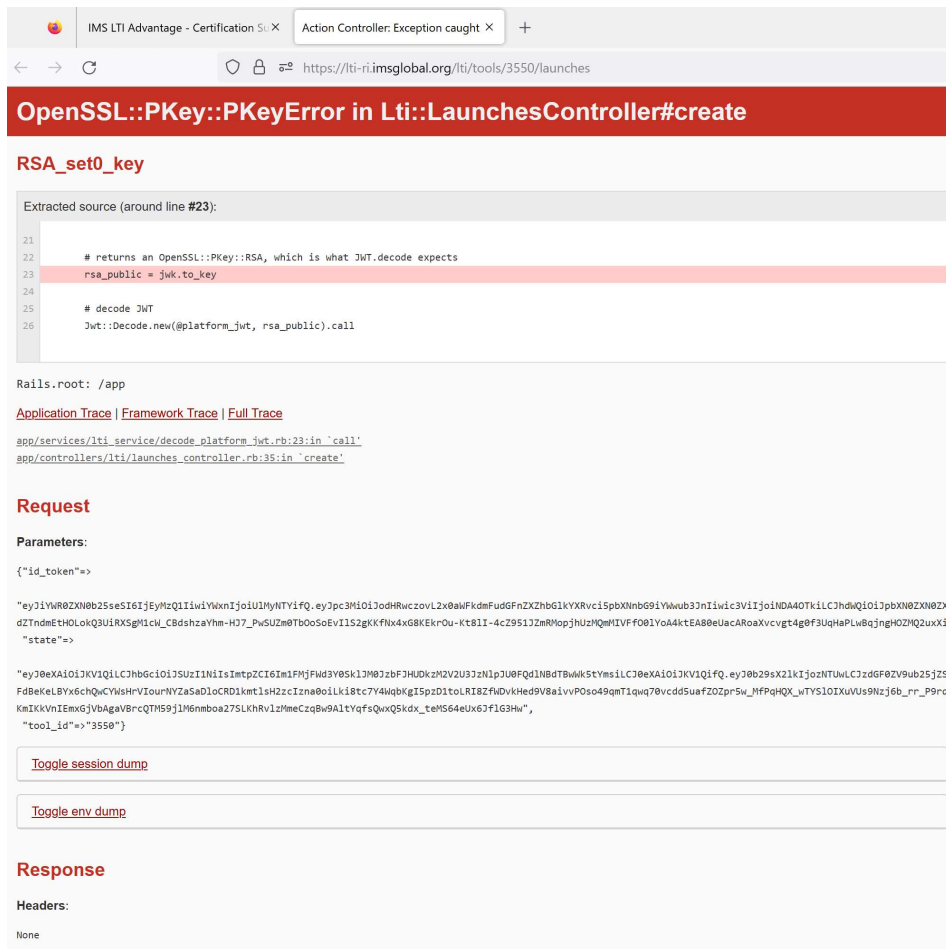 IMS LTI Advantage - Certification Su
Action Controller: Exception caught
https://lti-ri.imsglobal.org/lti/tools/3550/launches
OpenSSL::PKey::PKeyError in Lti::LaunchesController#create
RSA_set0_key
Extracted source (around line #23):
21
22 # returns an OpenSSL::PKey::RSA, which is what JWT.decode expects
23 rsa_public = jwk.to_key
24
25 # decode JWT
26 Jwt::Decode.new(@platform_jwt, rsa_public).call
Rails.root: /app
Application Trace | Framework Trace | Full Trace
app/services/lti_service/decode_platform_jwt.rb:23:in `call'
app/controllers/lti/launches_controller.rb:35:in `create'
Request
Parameters:
{"id_token"=>
"state"=>
"tool_id"=>"3550"}
Toggle session dump
Toggle env dump
Response
Headers:
None